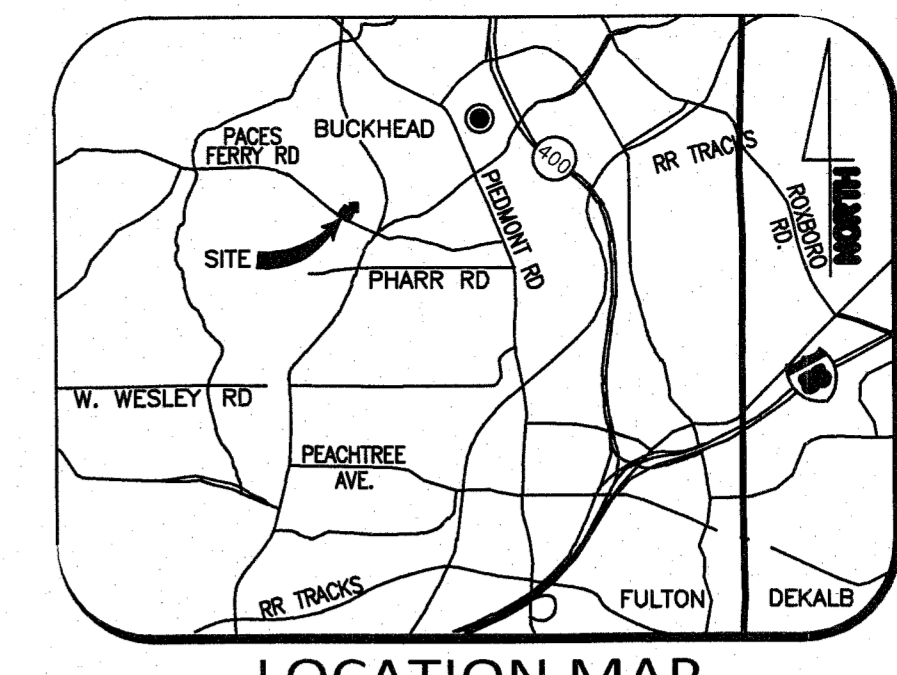 PACES
FERRY RD
BUCKHEAD
400
RR TRACKS
PIEDMONT RD
ROXBORO
RD.
NORTH
SITE
PHARR RD
W. WESLEY RD
PEACHTREE
AVE.
RR TRACKS
FULTON
DEKALB
LOCATION MAP